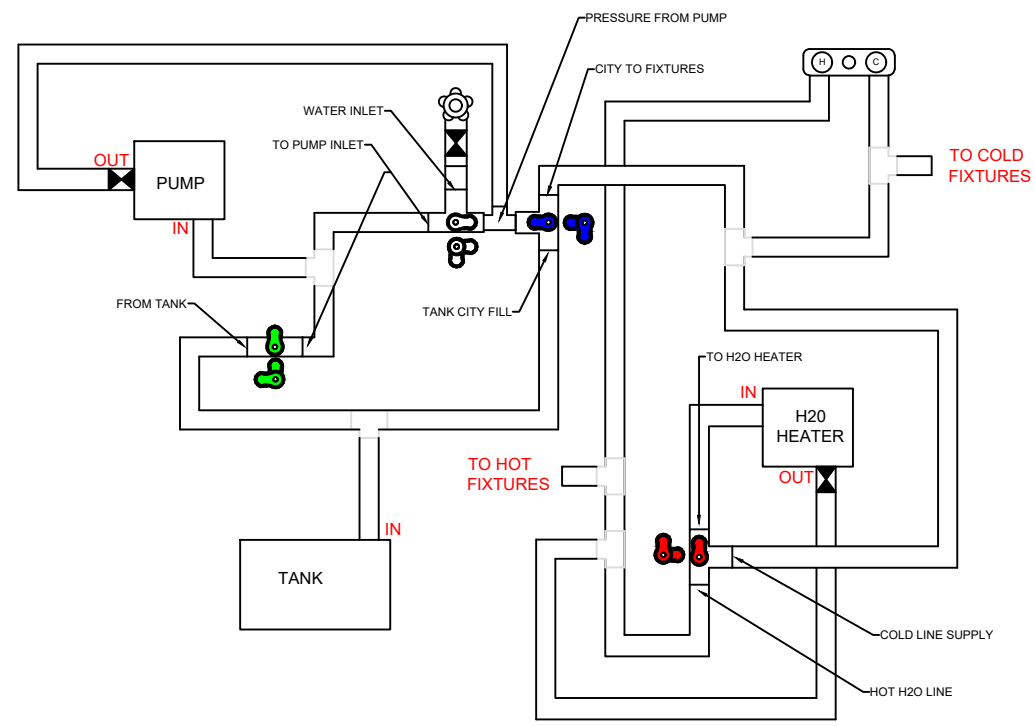 PRESSURE FROM PUMP
CITY TO FIXTURES
H
C
WATER INLET
TO PUMP INLET
OUT
PUMP
IN
TO COLD
FIXTURES
FROM TANK
TANK CITY FILL
TO H2O HEATER
IN
H20
HEATER
TO HOT
FIXTURES
OUT
IN
TANK
COLD LINE SUPPLY
HOT H2O LINE